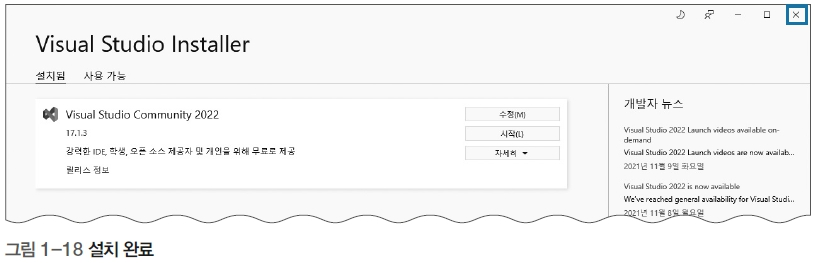 Visual Studio Installer
설치됨 사용 가능
Visual Studio Community 2022
17.1.3
강력한 IDE, 학생, 오픈 소스 제공자 및 개인을 위해 무료로 제공
릴리스 정보
수정(M)
시작(L)
자세히
개발자 뉴스
Visual Studio 2022 Launch videos available on-
demand
Visual Studio 2022 Launch videos are now availab...
2021년 11월 9일 화요일
Visual Studio 2022 is now available
We've reached general availability for Visual Studi...
2021년 11월 8일 월요일
그림 1-18 설치 완료